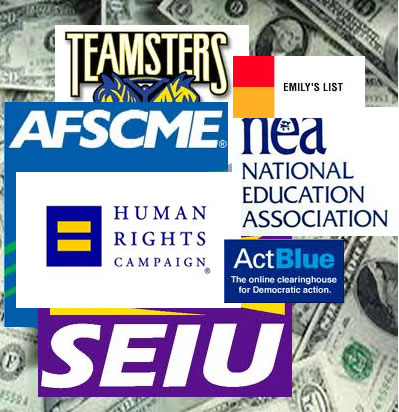 TEAMSTERS
EMILY'S LIST
AFSCME®
nea
NATIONAL
EDUCATION
ASSOCIATION
HUMAN
RIGHTS
CAMPAIGN®
ActBlue
The online clearinghouse
for Democratic action.
SEIU